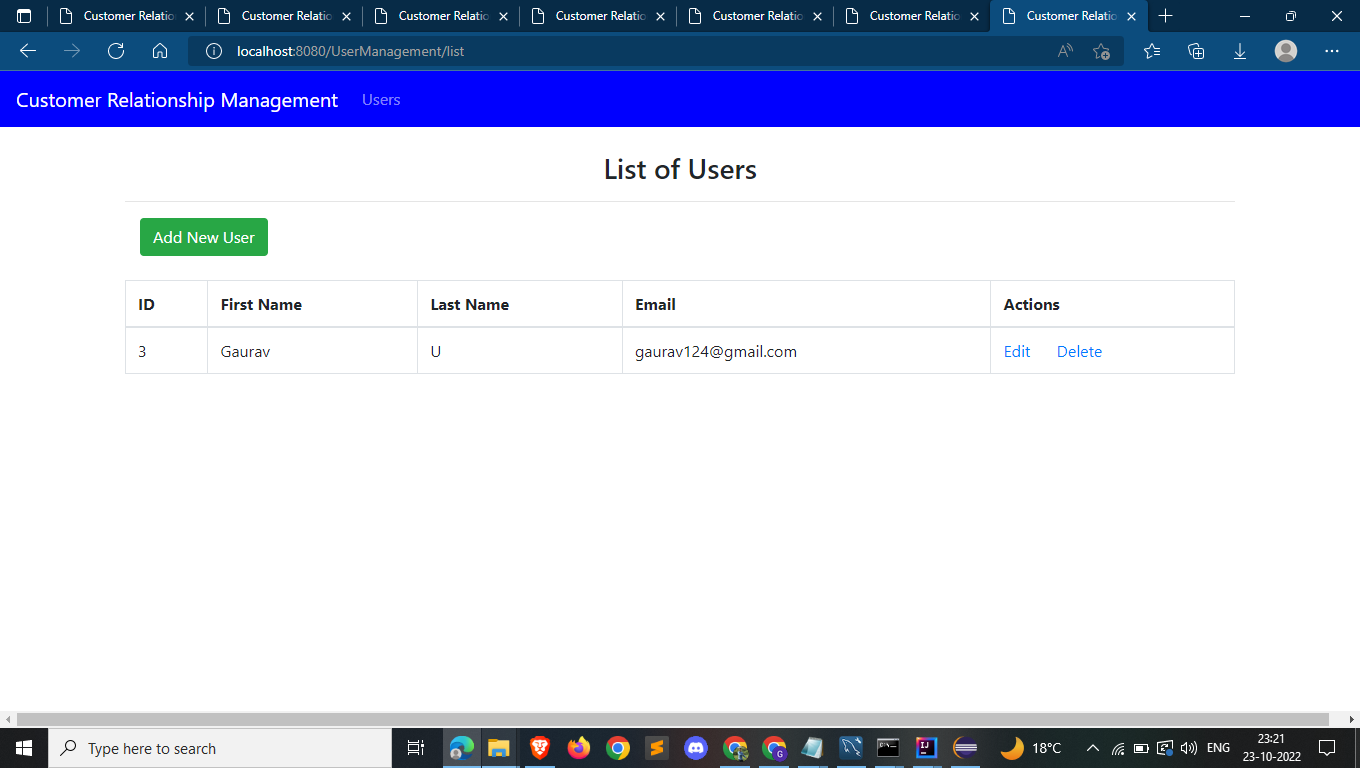 Customer Relatio Customer Relatio Customer Relatio Customer Relatio Customer Relatio Customer Relatio Customer Relatio
localhost:8080/UserManagement/list
Customer Relationship Management Users
List of Users
Add New User
ID First Name Last Name Email Actions
3 Gaurav U gaurav124@gmail.com Edit Delete
Type here to search 18°C ENG 23:21
23-10-2022